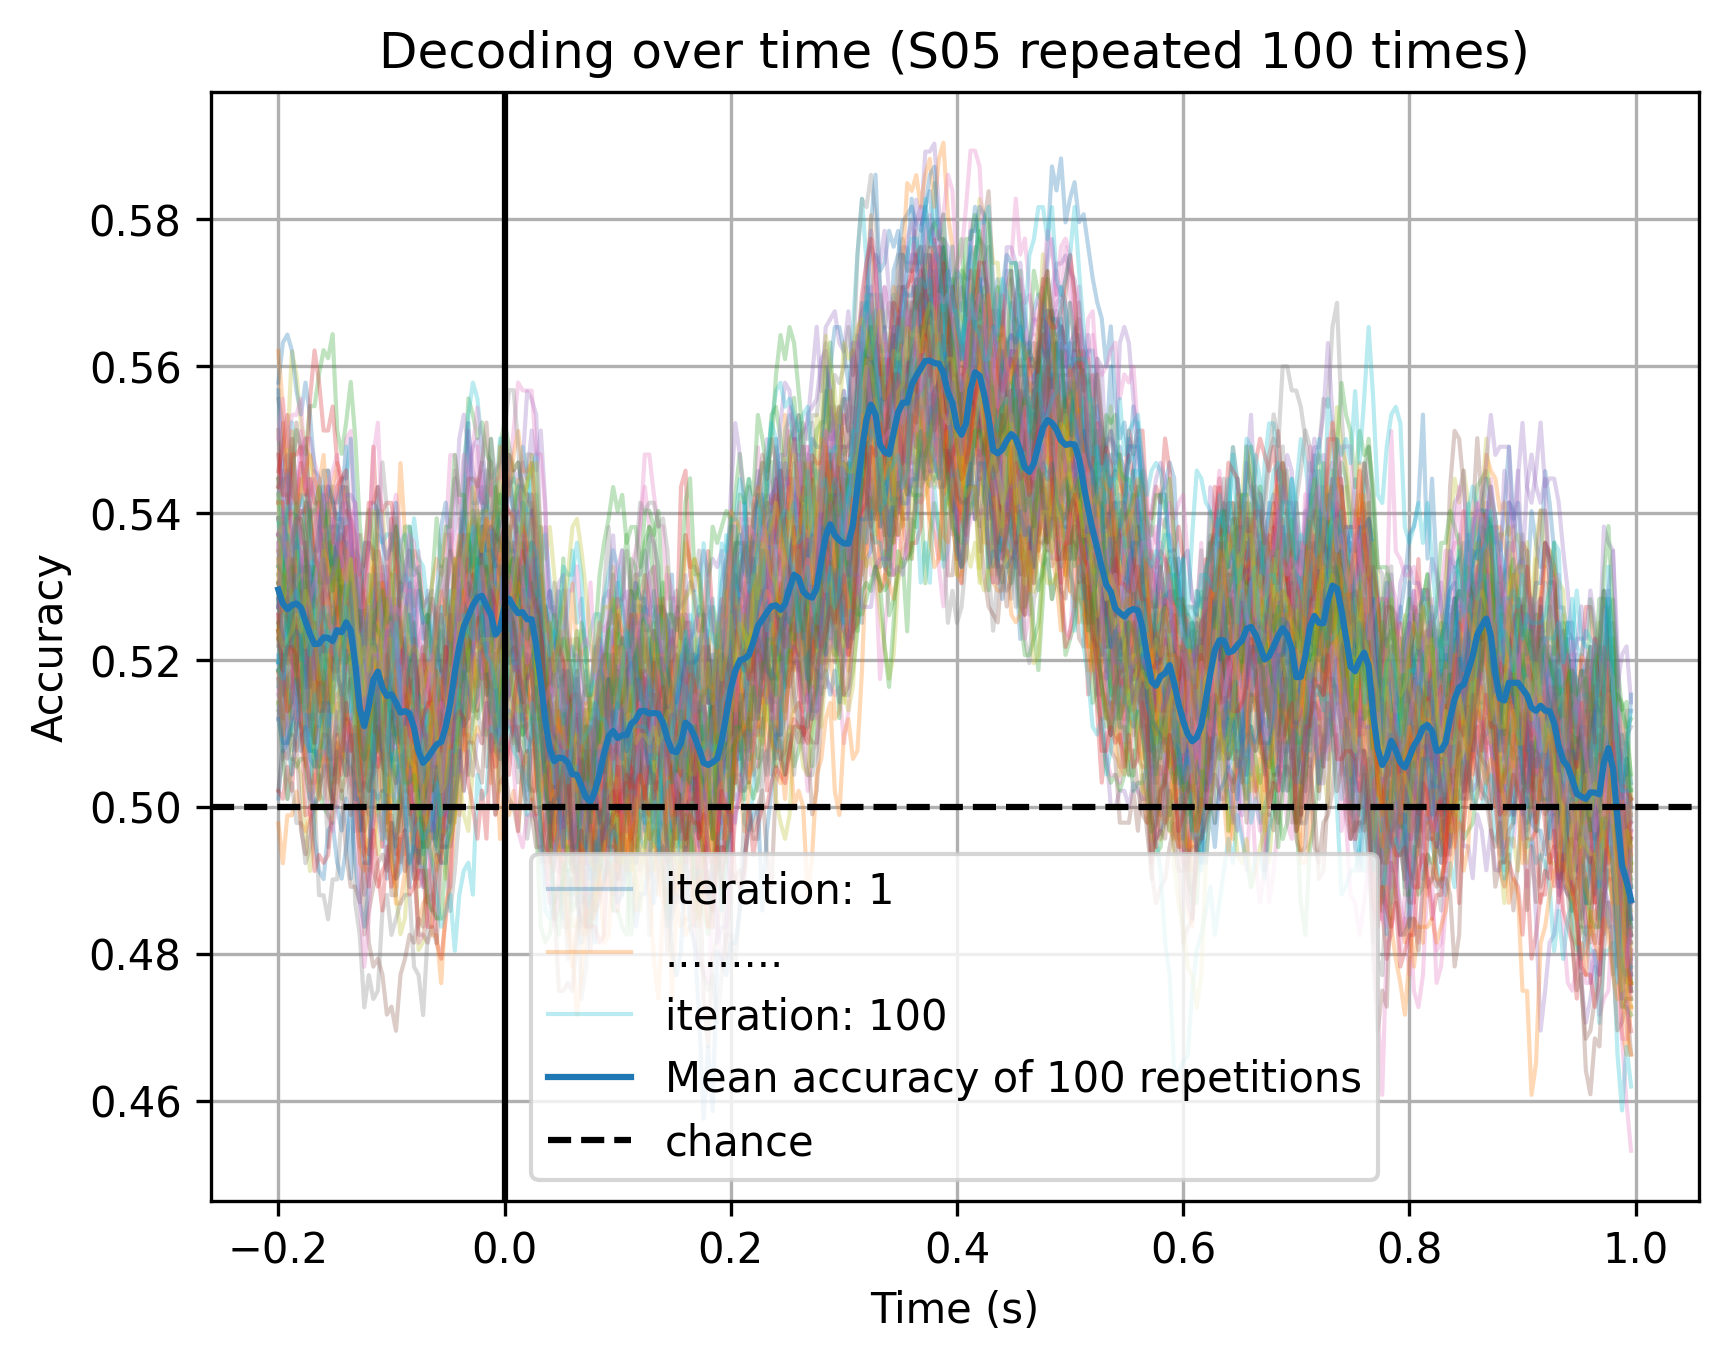 Decoding over time (S05 repeated 100 times)
Accuracy
0.58
0.56
0.54
0.52
0.50
0.48
0.46
iteration: 1
.........
iteration: 100
Mean accuracy of 100 repetitions
chance
−0.2 0.0 0.2 0.4 0.6 0.8 1.0
Time (s)